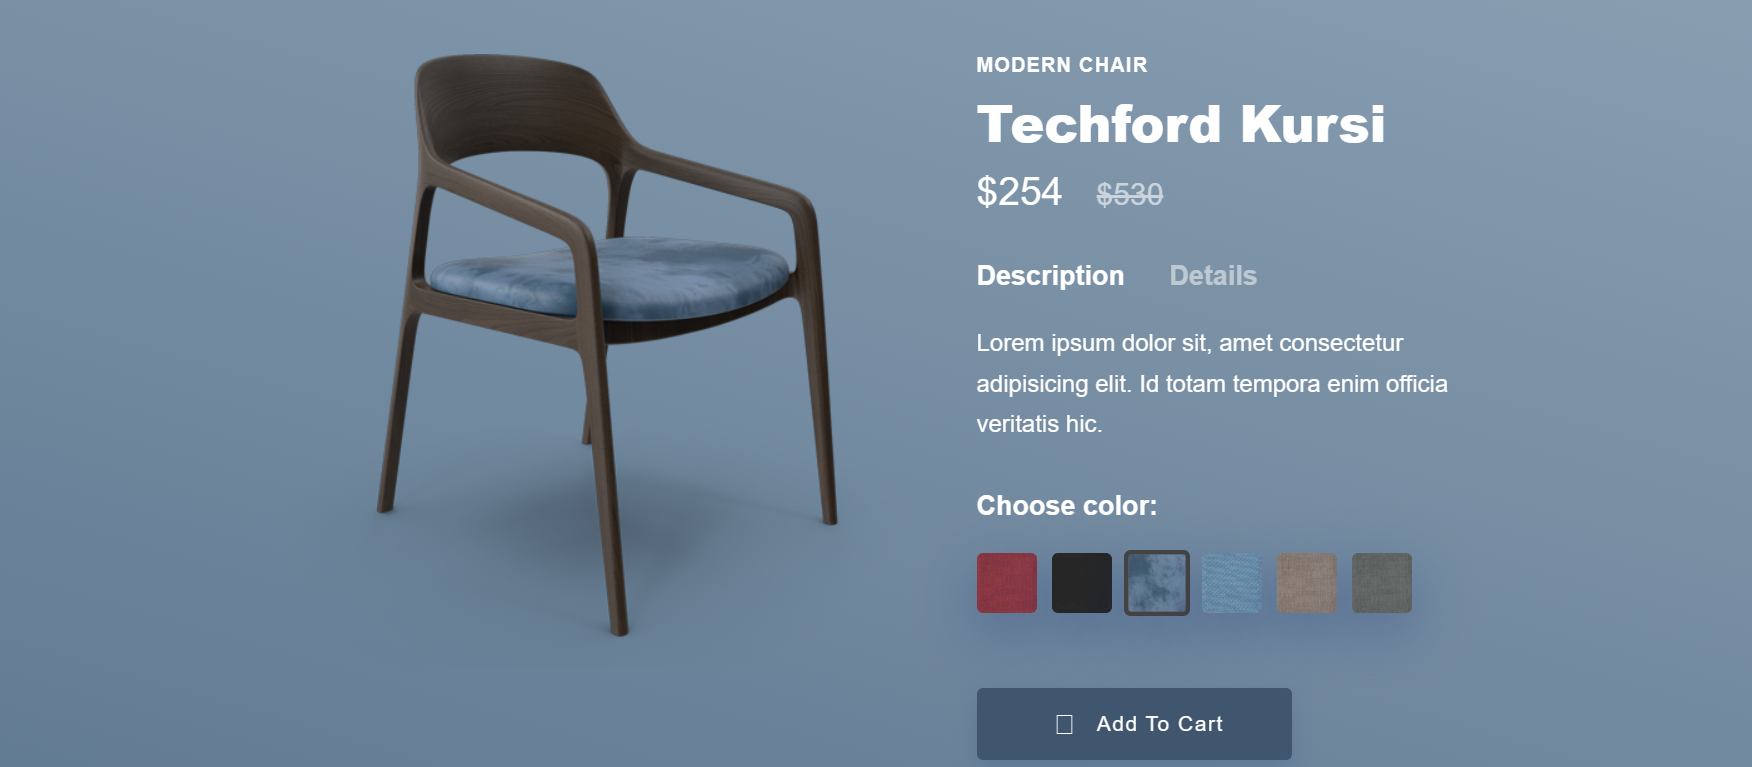 MODERN CHAIR
Techford Kursi
$254 $530
Description Details
Lorem ipsum dolor sit, amet consectetur
adipisicing elit. Id totam tempora enim officia
veritatis hic.
Choose color:
Add To Cart